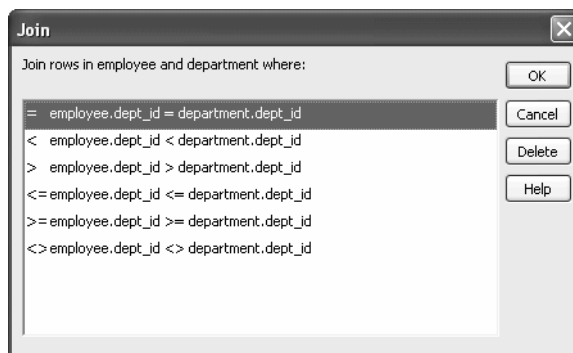 Join
Join rows in employee and department where:
OK
= employee.dept_id = department.dept_id
Cancel
< employee.dept_id < department.dept_id
Delete
> employee.dept_id > department.dept_id
Help
<= employee.dept_id <= department.dept_id
>= employee.dept_id >= department.dept_id
<> employee.dept_id <> department.dept_id